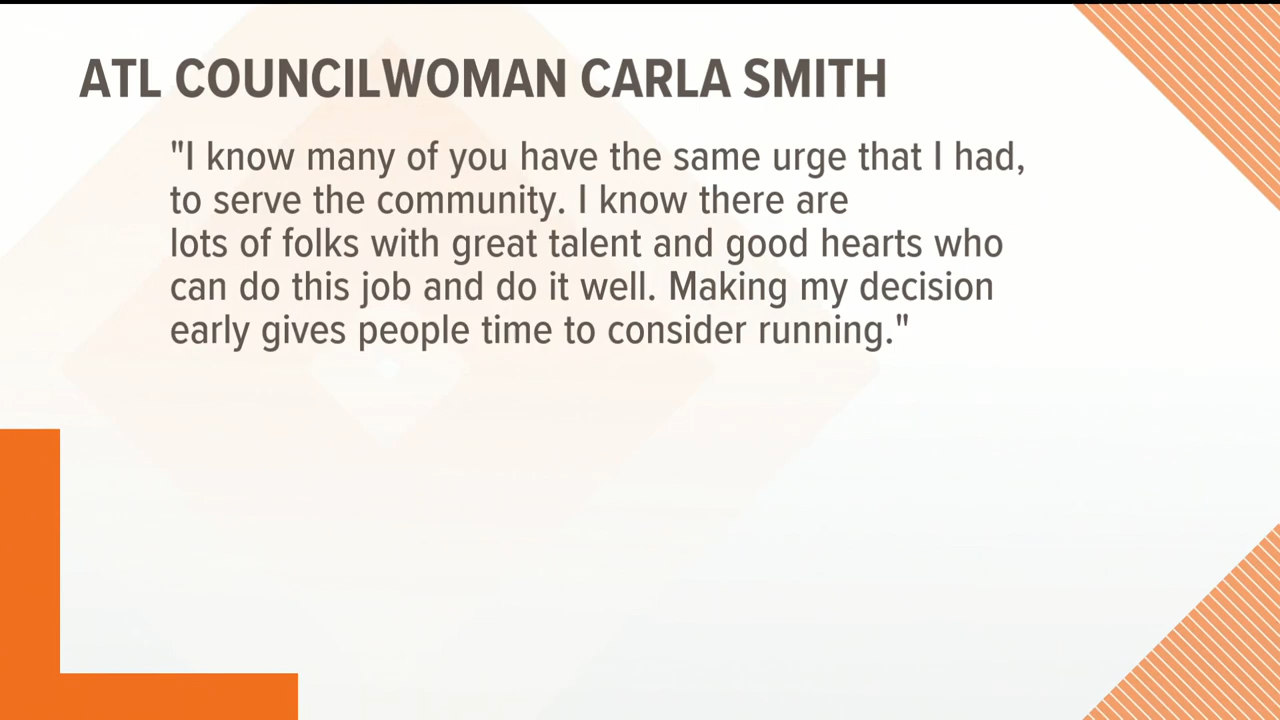 ATL COUNCILWOMAN CARLA SMITH
"I know many of you have the same urge that I had,
to serve the community. I know there are
lots of folks with great talent and good hearts who
can do this job and do it well. Making my decision
early gives people time to consider running."